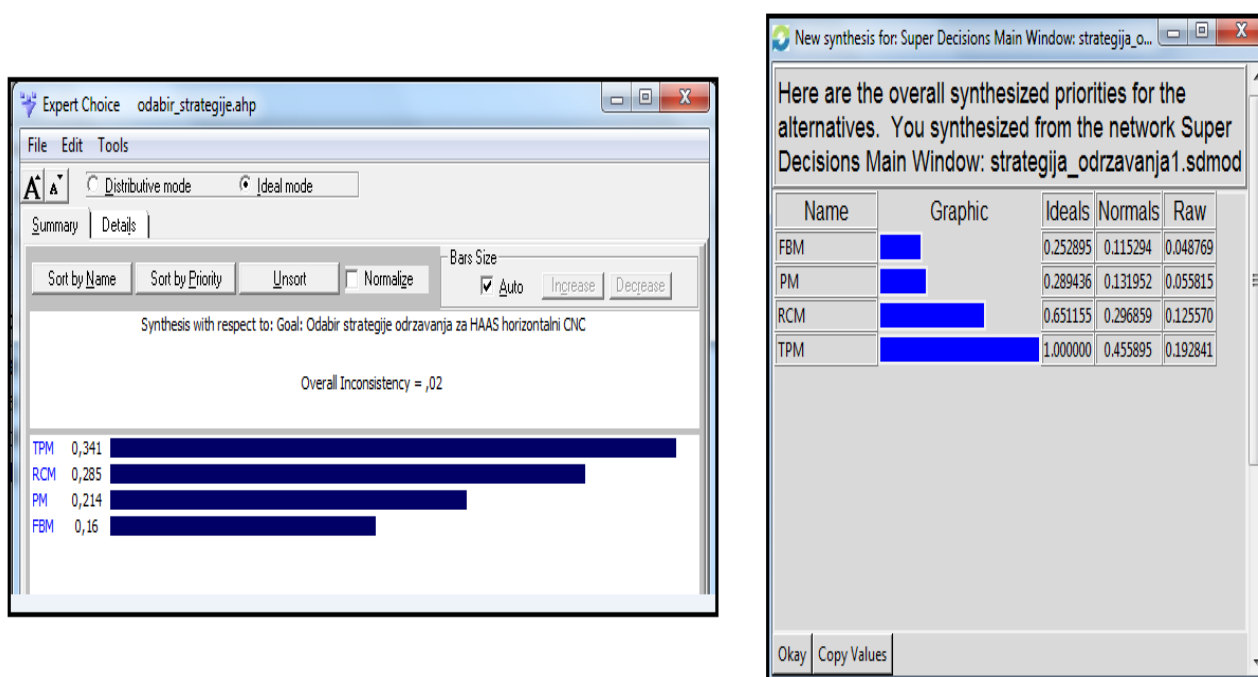 Expert Choice odabir_strategije.ahp
File Edit Tools
A A Distributive mode Ideal mode
Summary Details
Sort by Name Sort by Priority Unsort Normalize
Bars Size
Auto Increase Decrease
Synthesis with respect to: Goal: Odabir strategije odrzavanja za HAAS horizontalni CNC
Overall Inconsistency = ,02
TPM 0,341
RCM 0,285
PM 0,214
FBM 0,16
New synthesis for: Super Decisions Main Window: strategija_o...
Here are the overall synthesized priorities for the
alternatives. You synthesized from the network Super
Decisions Main Window: strategija_odrzavanja1.sdmod
Name Graphic Ideals Normals Raw
FBM 0.252895 0.115294 0.048769
PM 0.289436 0.131952 0.055815
RCM 0.651155 0.296859 0.125570
TPM 1.000000 0.455895 0.192841
Okay Copy Values